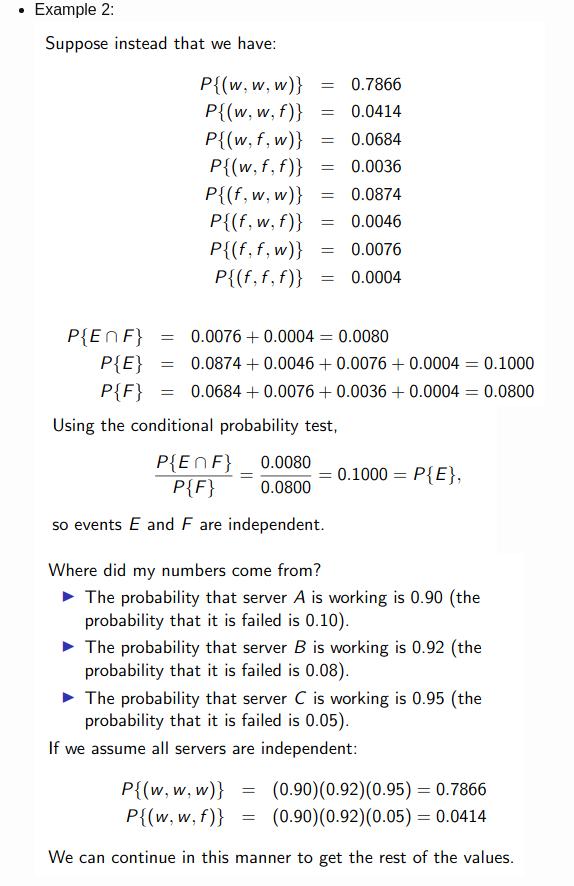 • Example 2:
Suppose instead that we have:
P{(w, w, w)} = 0.7866
P{(w, w, f)} = 0.0414
P{(w, f, w)} = 0.0684
P{(w, f, f)} = 0.0036
P{(f, w, w)} = 0.0874
P{(f, w, f)} = 0.0046
P{(f, f, w)} = 0.0076
P{(f, f, f)} = 0.0004
P{E ∩ F} = 0.0076 + 0.0004 = 0.0080
P{E} = 0.0874 + 0.0046 + 0.0076 + 0.0004 = 0.1000
P{F} = 0.0684 + 0.0076 + 0.0036 + 0.0004 = 0.0800
Using the conditional probability test,
P{E ∩ F} / P{F} = 0.0080 / 0.0800 = 0.1000 = P{E},
so events E and F are independent.
Where did my numbers come from?
▶ The probability that server A is working is 0.90 (the
probability that it is failed is 0.10).
▶ The probability that server B is working is 0.92 (the
probability that it is failed is 0.08).
▶ The probability that server C is working is 0.95 (the
probability that it is failed is 0.05).
If we assume all servers are independent:
P{(w, w, w)} = (0.90)(0.92)(0.95) = 0.7866
P{(w, w, f)} = (0.90)(0.92)(0.05) = 0.0414
We can continue in this manner to get the rest of the values.